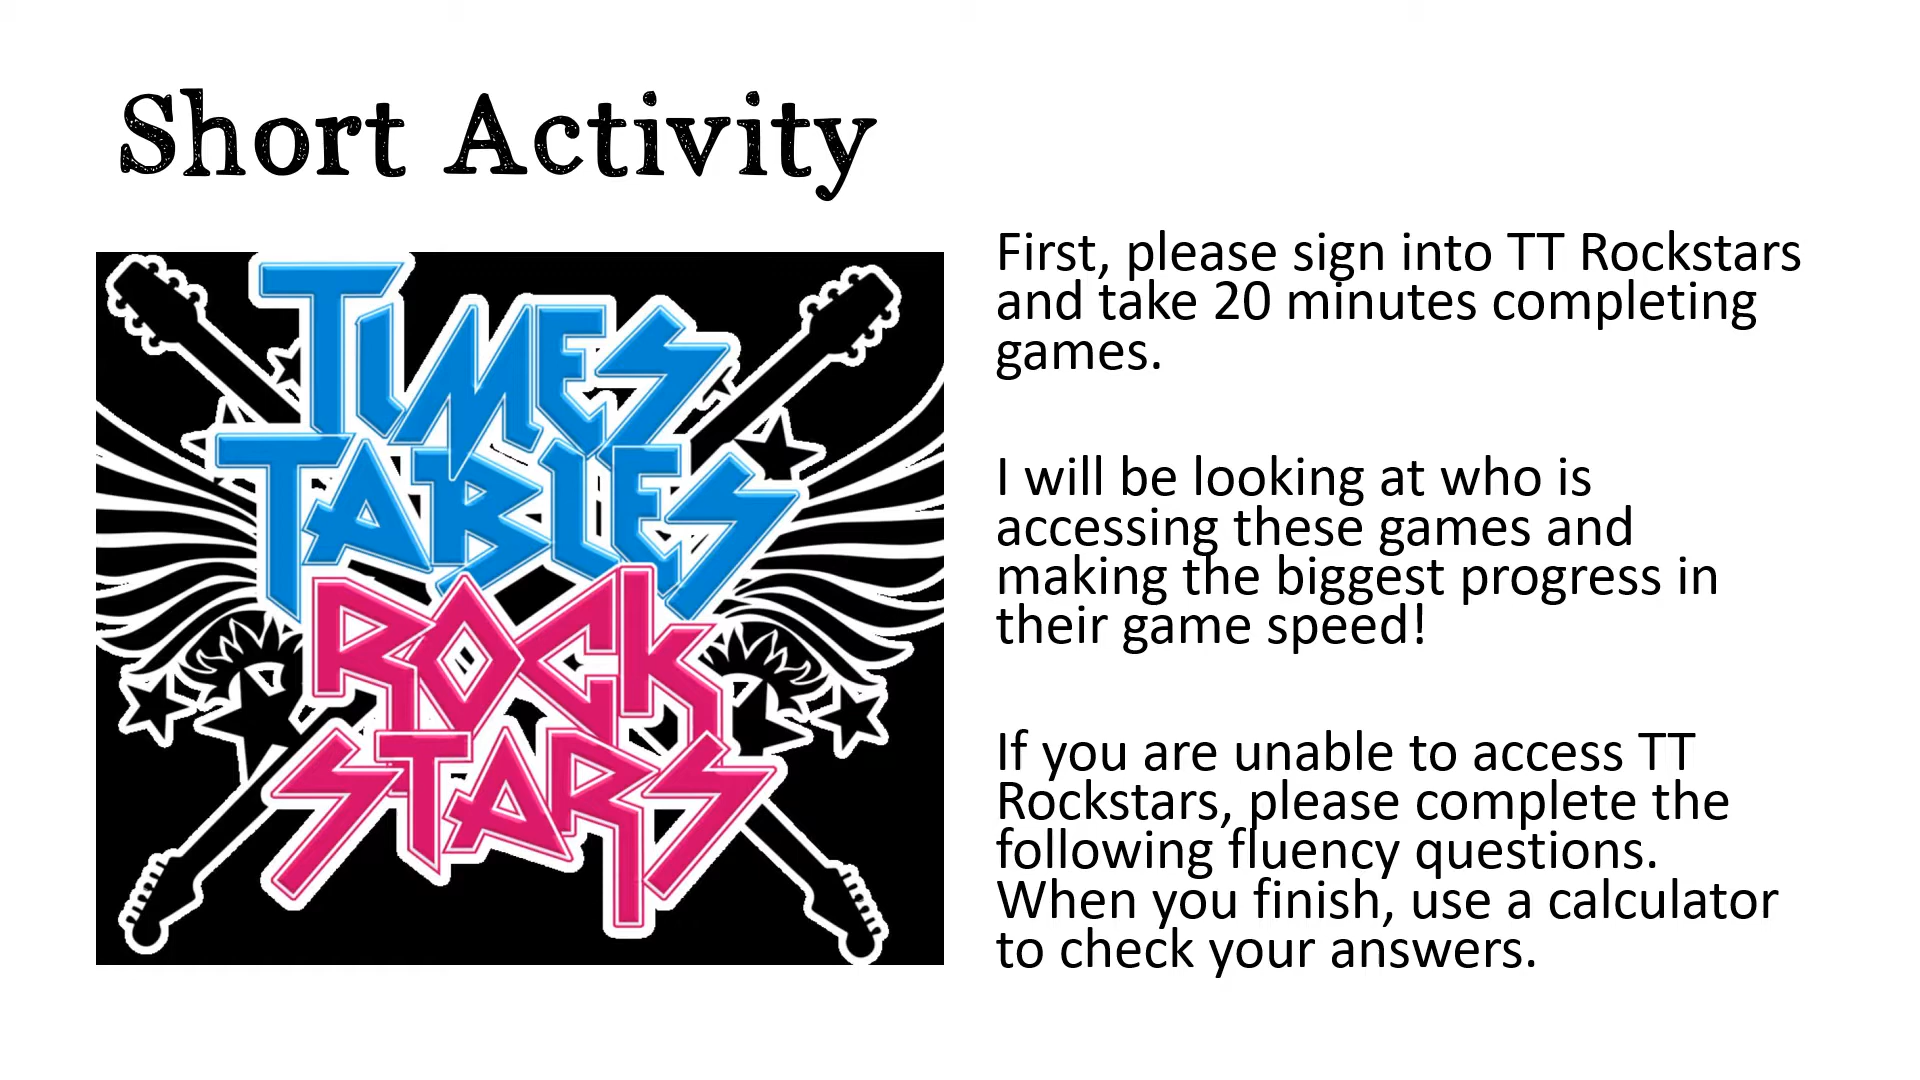 Short Activity
TIMES
TABLES
ROCK
STARS
First, please sign into TT Rockstars
and take 20 minutes completing
games.
I will be looking at who is
accessing these games and
making the biggest progress in
their game speed!
If you are unable to access TT
Rockstars, please complete the
following fluency questions.
When you finish, use a calculator
to check your answers.